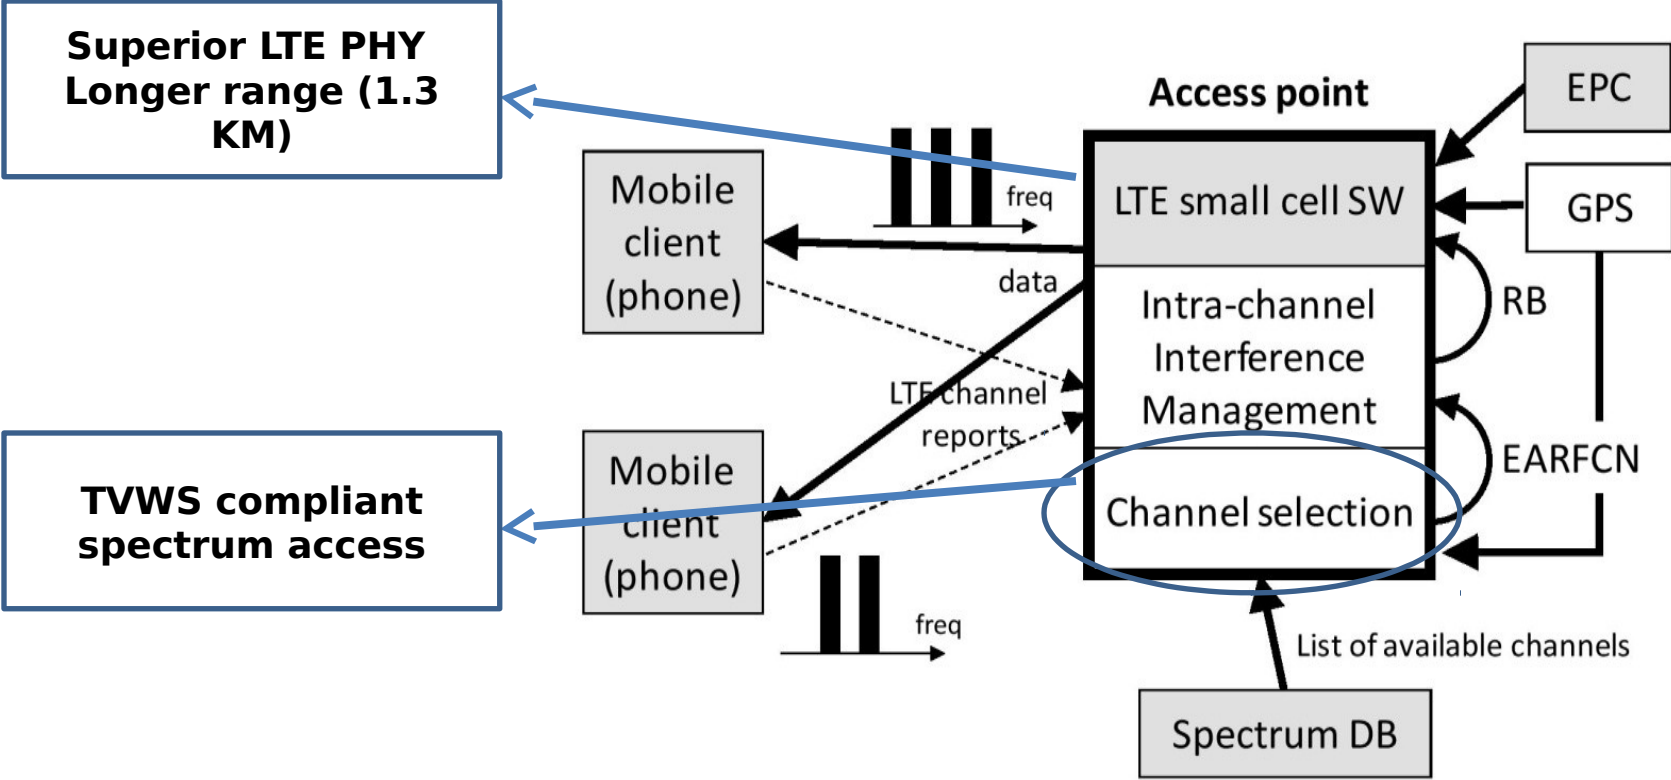 Superior LTE PHY
Longer range (1.3
KM)
Access point
EPC
GPS
Mobile
client
(phone)
freq
data
LTE small cell SW
Intra-channel
Interference
Management
RB
LTE channel
reports
EARFCN
Channel selection
TVWS compliant
spectrum access
Mobile
client
(phone)
freq
List of available channels
Spectrum DB